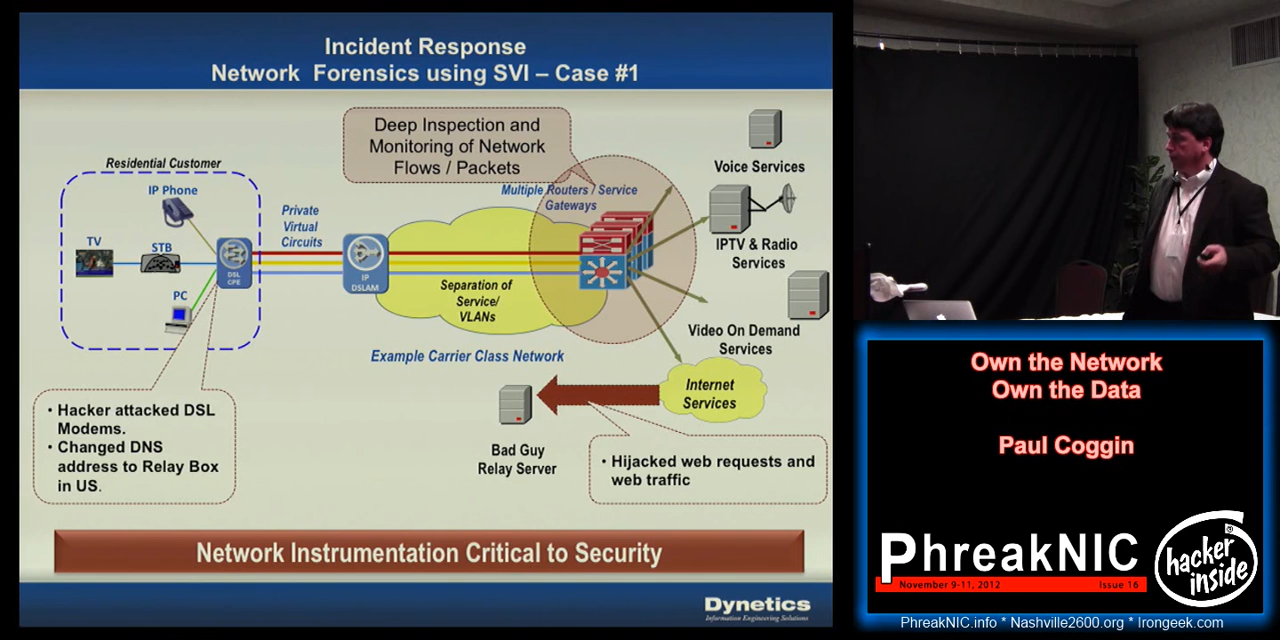 Incident Response
Network Forensics using SVI – Case #1
Deep Inspection and
Monitoring of Network
Flows / Packets
Residential Customer
IP Phone
TV
STB
PC
DSL
CPE
Private
Virtual
Circuits
IP
DSLAM
Separation of
Service/
VLANs
Multiple Routers / Service
Gateways
Voice Services
IPTV & Radio
Services
Video On Demand
Services
Example Carrier Class Network
Internet
Services
Bad Guy
Relay Server
• Hacker attacked DSL
Modems.
• Changed DNS
address to Relay Box
in US.
• Hijacked web requests and
web traffic
Network Instrumentation Critical to Security
Dynetics
Information Engineering Solutions
Own the Network
Own the Data
Paul Coggin
PhreakNIC
November 9-11, 2012
Issue 16
hacker
inside
PhreakNIC.info * Nashville2600.org * Irongeek.com